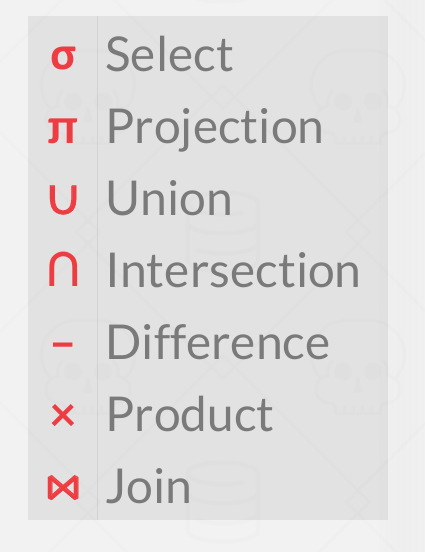 σ Select
π Projection
∪ Union
∩ Intersection
– Difference
× Product
⋈ Join